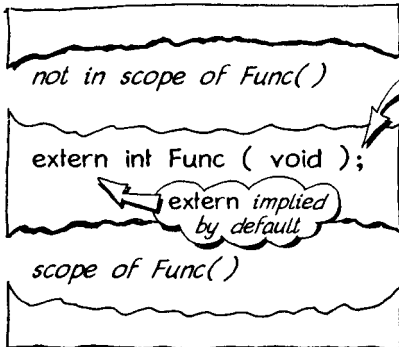 not in scope of Func()
extern int Func ( void );
extern implied
by default
scope of Func()